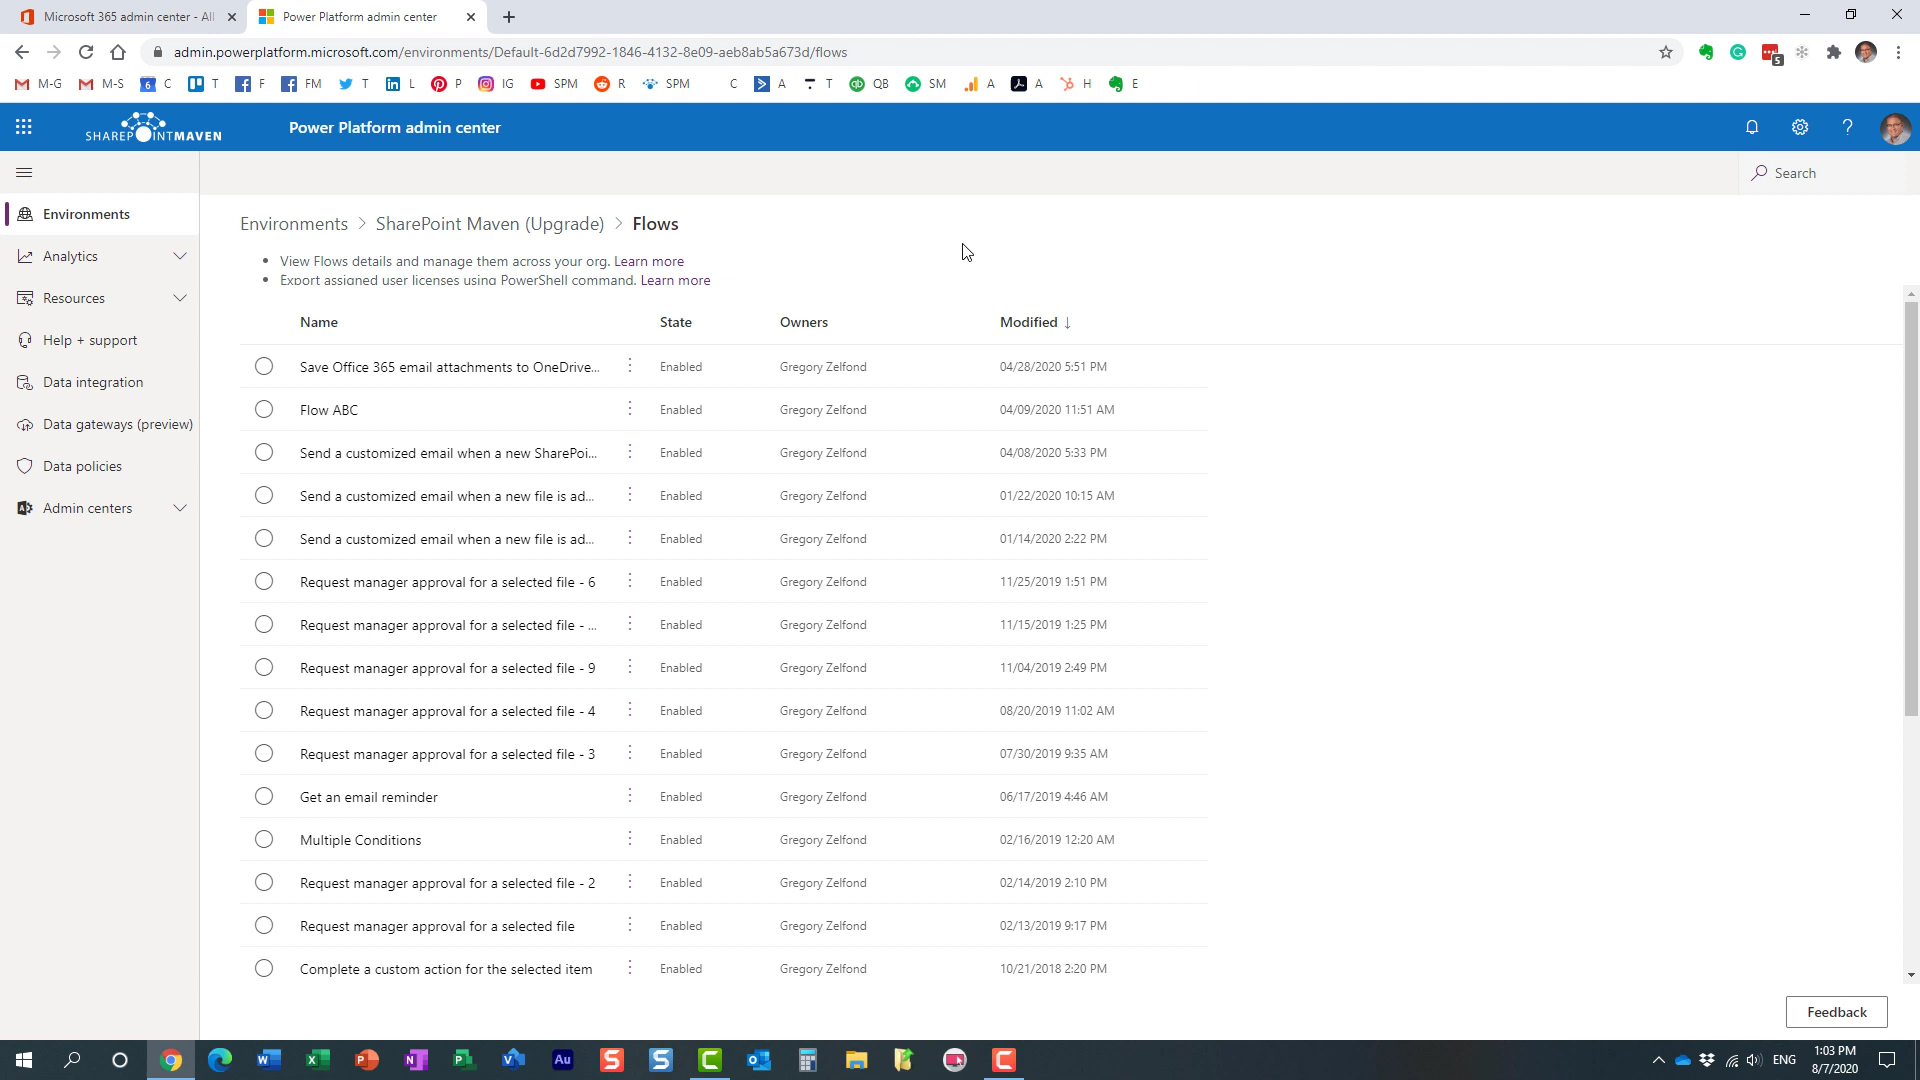 Microsoft 365 admin center - All
Power Platform admin center
admin.powerplatform.microsoft.com/environments/Default-6d2d7992-1846-4132-8e09-aeb8ab5a673d/flows
5
M-G M-S 6 C T F FM T L P IG SPM R SPM C A T QB SM A A H E
SHAREPOINTMAVEN
Power Platform admin center
?
Search
Environments
Analytics
Resources
Help + support
Data integration
Data gateways (preview)
Data policies
Admin centers
Environments > SharePoint Maven (Upgrade) > Flows
• View Flows details and manage them across your org. Learn more
• Export assigned user licenses using PowerShell command. Learn more
Name State Owners Modified ↓
Save Office 365 email attachments to OneDrive... Enabled Gregory Zelfond 04/28/2020 5:51 PM
Flow ABC Enabled Gregory Zelfond 04/09/2020 11:51 AM
Send a customized email when a new SharePoi... Enabled Gregory Zelfond 04/08/2020 5:33 PM
Send a customized email when a new file is ad... Enabled Gregory Zelfond 01/22/2020 10:15 AM
Send a customized email when a new file is ad... Enabled Gregory Zelfond 01/14/2020 2:22 PM
Request manager approval for a selected file - 6 Enabled Gregory Zelfond 11/25/2019 1:51 PM
Request manager approval for a selected file - ... Enabled Gregory Zelfond 11/15/2019 1:25 PM
Request manager approval for a selected file - 9 Enabled Gregory Zelfond 11/04/2019 2:49 PM
Request manager approval for a selected file - 4 Enabled Gregory Zelfond 08/20/2019 11:02 AM
Request manager approval for a selected file - 3 Enabled Gregory Zelfond 07/30/2019 9:35 AM
Get an email reminder Enabled Gregory Zelfond 06/17/2019 4:46 AM
Multiple Conditions Enabled Gregory Zelfond 02/16/2019 12:20 AM
Request manager approval for a selected file - 2 Enabled Gregory Zelfond 02/14/2019 2:10 PM
Request manager approval for a selected file Enabled Gregory Zelfond 02/13/2019 9:17 PM
Complete a custom action for the selected item Enabled Gregory Zelfond 10/21/2018 2:20 PM
Feedback
Au
ENG
1:03 PM
8/7/2020